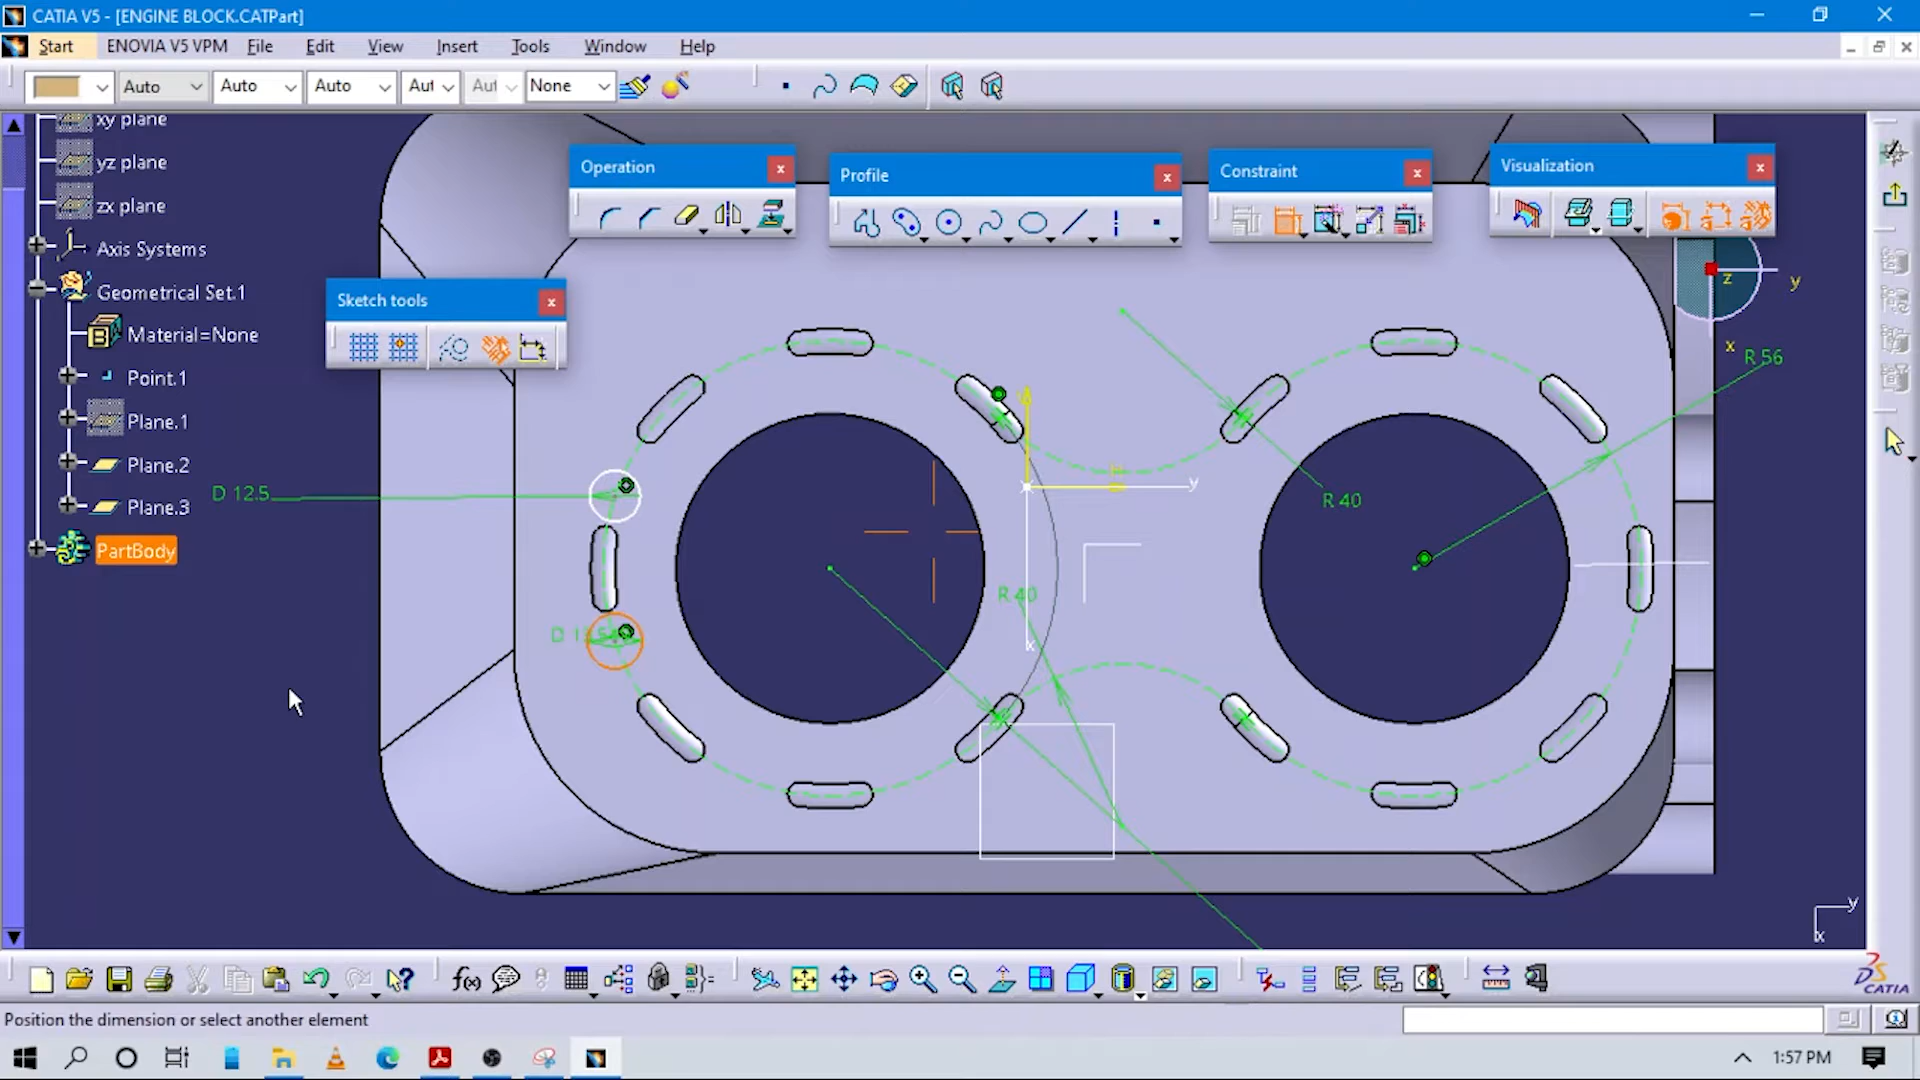 CATIA V5 - [ENGINE BLOCK.CATPart]
Start ENOVIA V5 VPM File Edit View Insert Tools Window Help
Auto Auto Auto Aut Aut None
xy plane
yz plane
zx plane
Axis Systems
Geometrical Set.1
Material=None
Point.1
Plane.1
Plane.2
Plane.3
PartBody
Operation
Profile
Constraint
Visualization
Sketch tools
z
y
x
R 56
D 12.5
y
R 40
R 40
x
y
x
CATIA
Position the dimension or select another element
1:57 PM